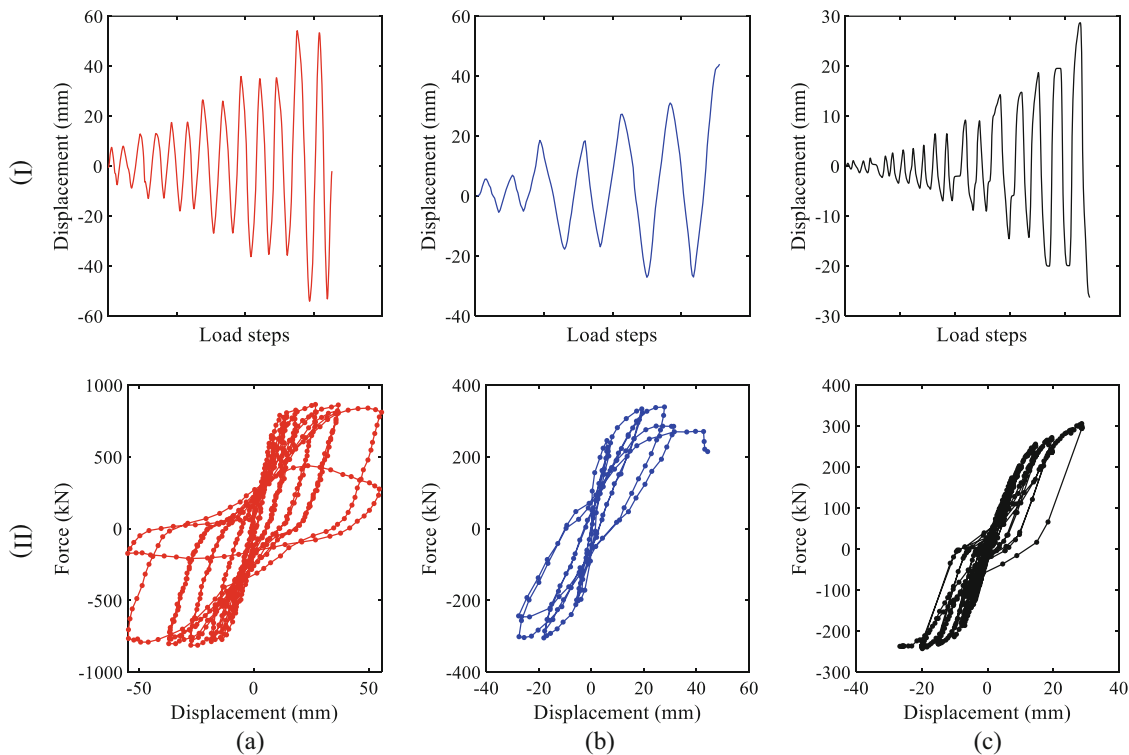 60
40
20
0
-20
-40
-60
Displacement (mm)
Load steps
60
40
20
0
-20
-40
Displacement (mm)
Load steps
30
20
10
0
-10
-20
-30
Displacement (mm)
Load steps
(I)
1000
500
0
-500
-1000
Force (kN)
-50 0 50
Displacement (mm)
(a)
400
200
0
-200
-400
Force (kN)
-40 -20 0 20 40 60
Displacement (mm)
(b)
400
300
200
100
0
-100
-200
-300
Force (kN)
-40 -20 0 20 40
Displacement (mm)
(c)
(II)